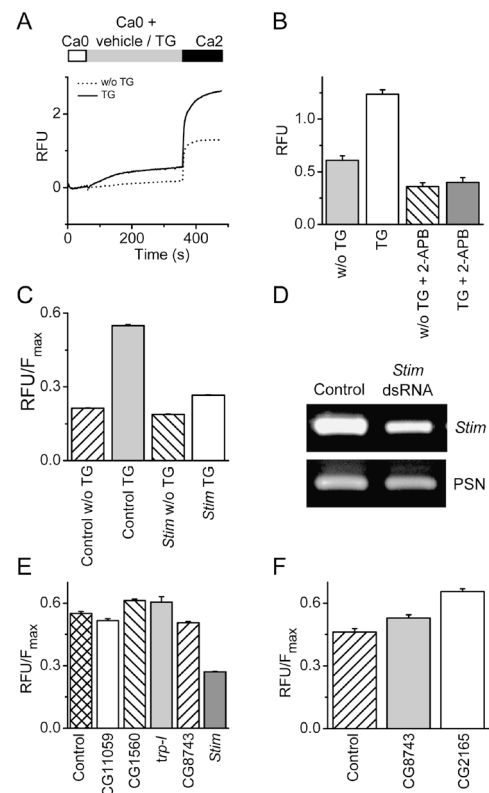 A
Ca0 +
Ca0 vehicle / TG Ca2
w/o TG
TG
RFU
2
1
0
0 200 400
Time (s)
B
RFU
1.0
0.5
0.0
w/o TG
TG
w/o TG + 2-APB
TG + 2-APB
C
RFU/Fmax
0.6
0.3
0.0
Control w/o TG
Control TG
Stim w/o TG
Stim TG
D
Stim
Control dsRNA
Stim
PSN
E
RFU/Fmax
0.6
0.3
0.0
Control
CG11059
CG1560
trp-l
CG8743
Stim
F
RFU/Fmax
0.6
0.3
0.0
Control
CG8743
CG2165